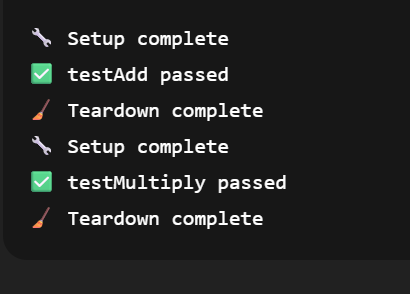 🔧 Setup complete
✅ testAdd passed
🧹 Teardown complete
🔧 Setup complete
✅ testMultiply passed
🧹 Teardown complete